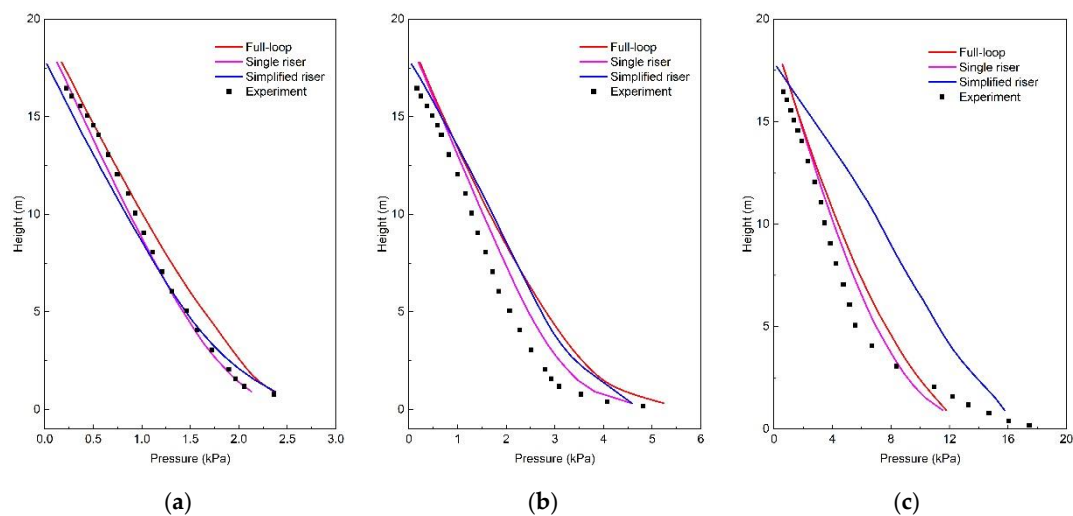 20
15
10
5
0
Height (m)
0.0 0.5 1.0 1.5 2.0 2.5 3.0
Pressure (kPa)
Full-loop
Single riser
Simplified riser
Experiment
(a)
20
15
10
5
0
Height (m)
0 1 2 3 4 5 6
Pressure (kPa)
Full-loop
Single riser
Simplified riser
Experiment
(b)
20
15
10
5
0
Height (m)
0 4 8 12 16 20
Pressure (kPa)
Full-loop
Single riser
Simplified riser
Experiment
(c)